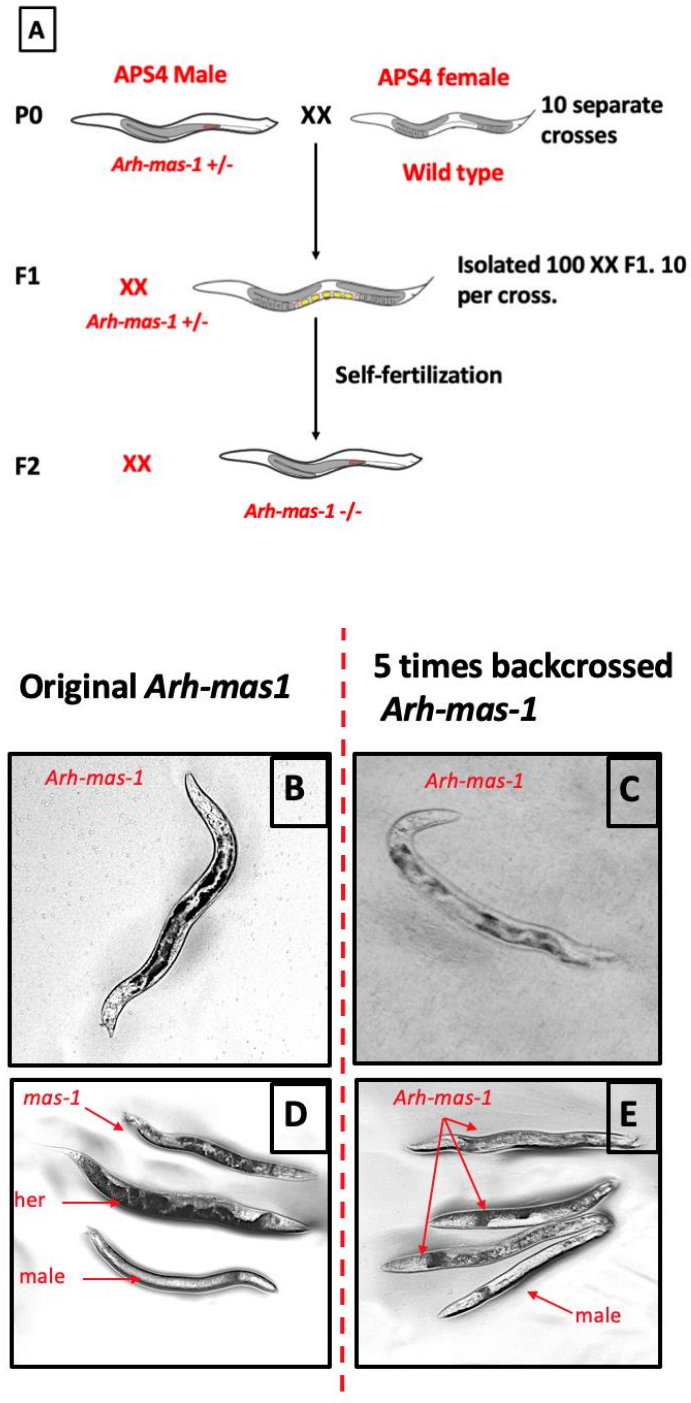 A
APS4 Male
APS4 female
P0
XX
10 separate
crosses
Arh-mas-1 +/-
Wild type
F1
XX
Arh-mas-1 +/-
Isolated 100 XX F1. 10
per cross.
Self-fertilization
F2
XX
Arh-mas-1 -/-
Original Arh-mas1
5 times backcrossed
Arh-mas-1
Arh-mas-1
B
Arh-mas-1
C
mas-1
D
her
male
Arh-mas-1
E
male